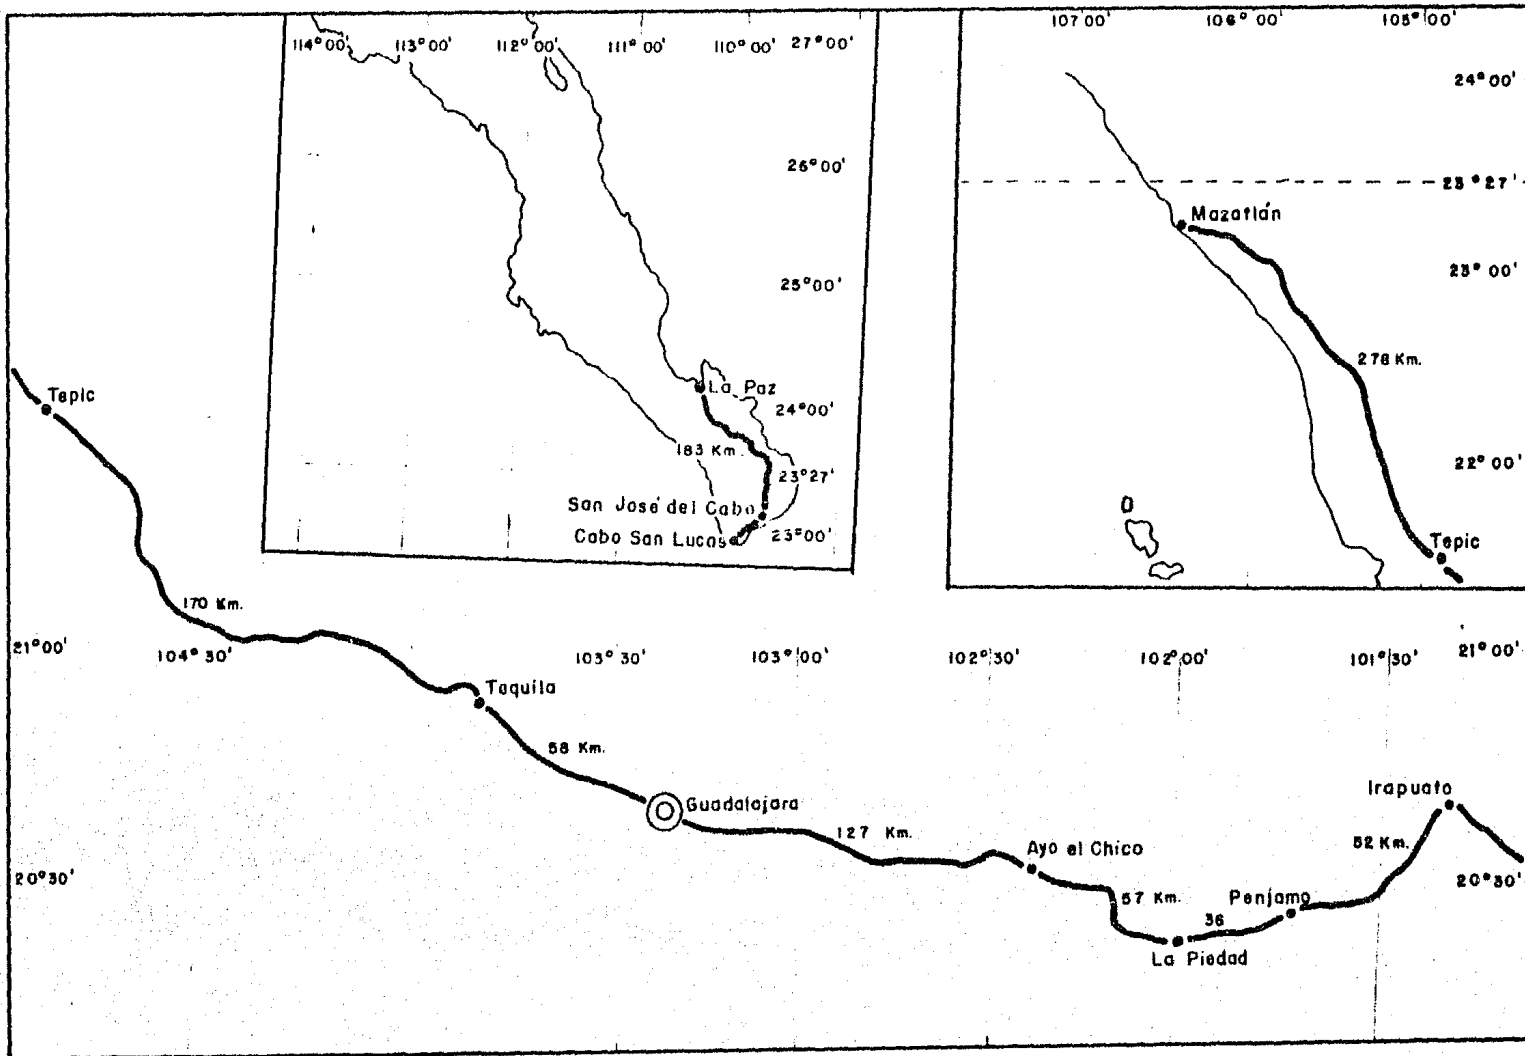 114°00'
113°00'
112°00'
111°00'
110°00'
27°00'
26°00'
25°00'
La Paz
24°00'
183 Km.
23°27'
San José del Cabo
Cabo San Lucas
23°00'
107°00'
106°00'
105°00'
24°00'
23°27'
Mazatlán
23°00'
278 Km.
22°00'
Tepic
Tepic
170 Km.
21°00'
104°30'
103°30'
103°00'
102°30'
102°00'
101°30'
21°00'
Taquila
58 Km.
Guadalajara
127 Km.
Ayo el Chico
Irapuato
52 Km.
20°30'
20°30'
57 Km.
Penjamo
36
La Piedad